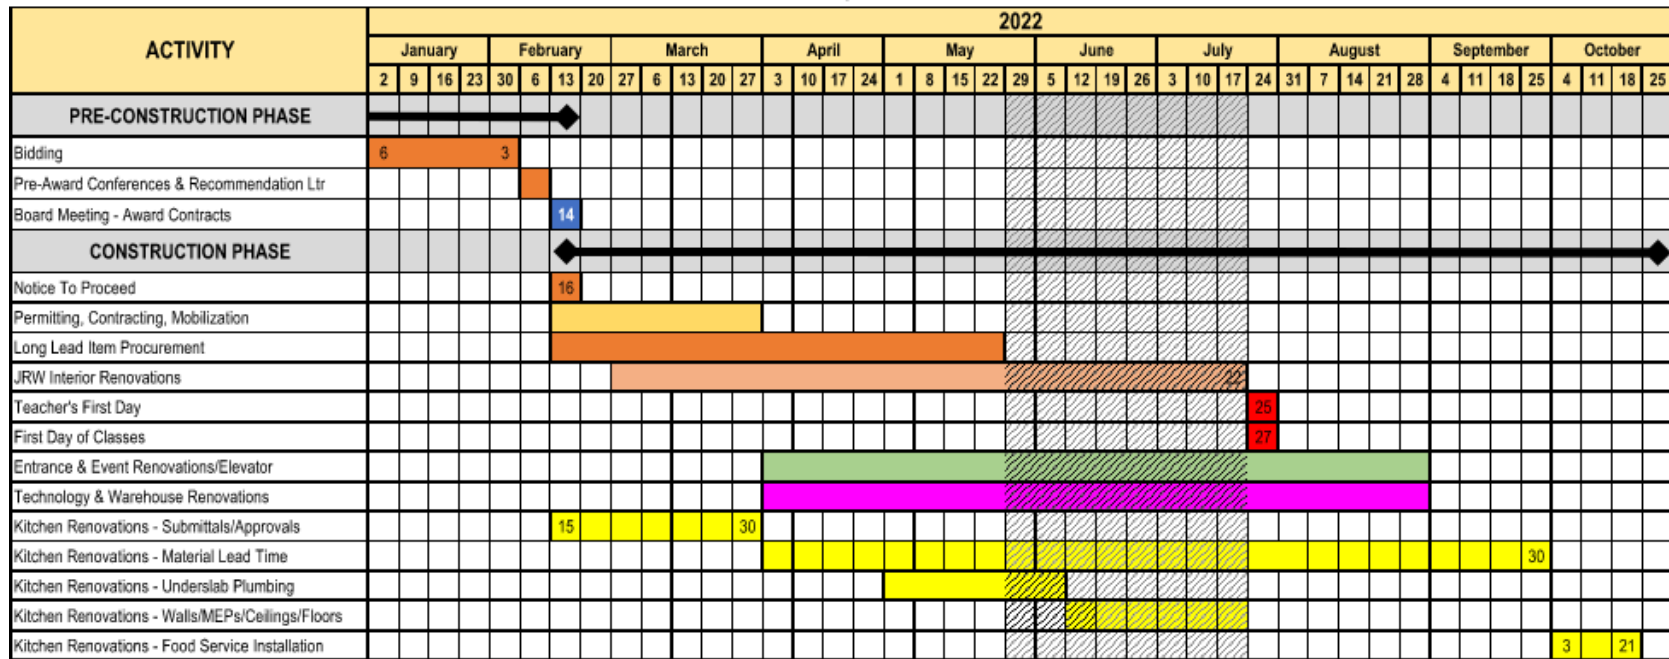 2022
ACTIVITY
January February March April May June July August September October
2 9 16 23 30 6 13 20 27 6 13 20 27 3 10 17 24 1 8 15 22 29 5 12 19 26 3 10 17 24 31 7 14 21 28 4 11 18 25 4 11 18 25
PRE-CONSTRUCTION PHASE
Bidding 6 3
Pre-Award Conferences & Recommendation Ltr
Board Meeting - Award Contracts 14
CONSTRUCTION PHASE
Notice To Proceed 16
Permitting, Contracting, Mobilization
Long Lead Item Procurement
JRW Interior Renovations 22
Teacher's First Day 25
First Day of Classes 27
Entrance & Event Renovations/Elevator
Technology & Warehouse Renovations
Kitchen Renovations - Submittals/Approvals 15 30
Kitchen Renovations - Material Lead Time 30
Kitchen Renovations - Underslab Plumbing
Kitchen Renovations - Walls/MEPs/Ceilings/Floors
Kitchen Renovations - Food Service Installation 3 21